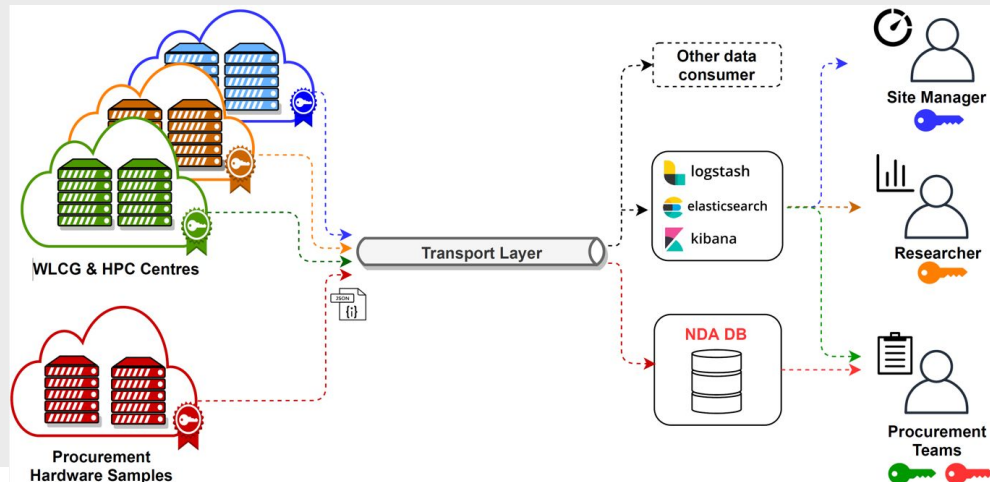 WLCG & HPC Centres
Procurement
Hardware Samples
JSON
{i}
Transport Layer
Other data
consumer
logstash
elasticsearch
kibana
NDA DB
Site Manager
Researcher
Procurement
Teams